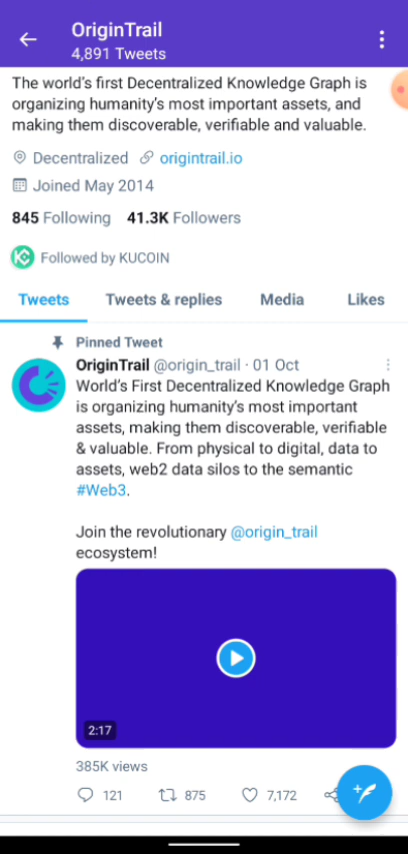 OriginTrail
4,891 Tweets
The world's first Decentralized Knowledge Graph is
organizing humanity's most important assets, and
making them discoverable, verifiable and valuable.
Decentralized origintrail.io
Joined May 2014
845 Following 41.3K Followers
Followed by KUCOIN
Tweets Tweets & replies Media Likes
Pinned Tweet
OriginTrail @origin_trail · 01 Oct
World's First Decentralized Knowledge Graph
is organizing humanity's most important
assets, making them discoverable, verifiable
& valuable. From physical to digital, data to
assets, web2 data silos to the semantic
#Web3.
Join the revolutionary @origin_trail
ecosystem!
2:17
385K views
121 875 7,172